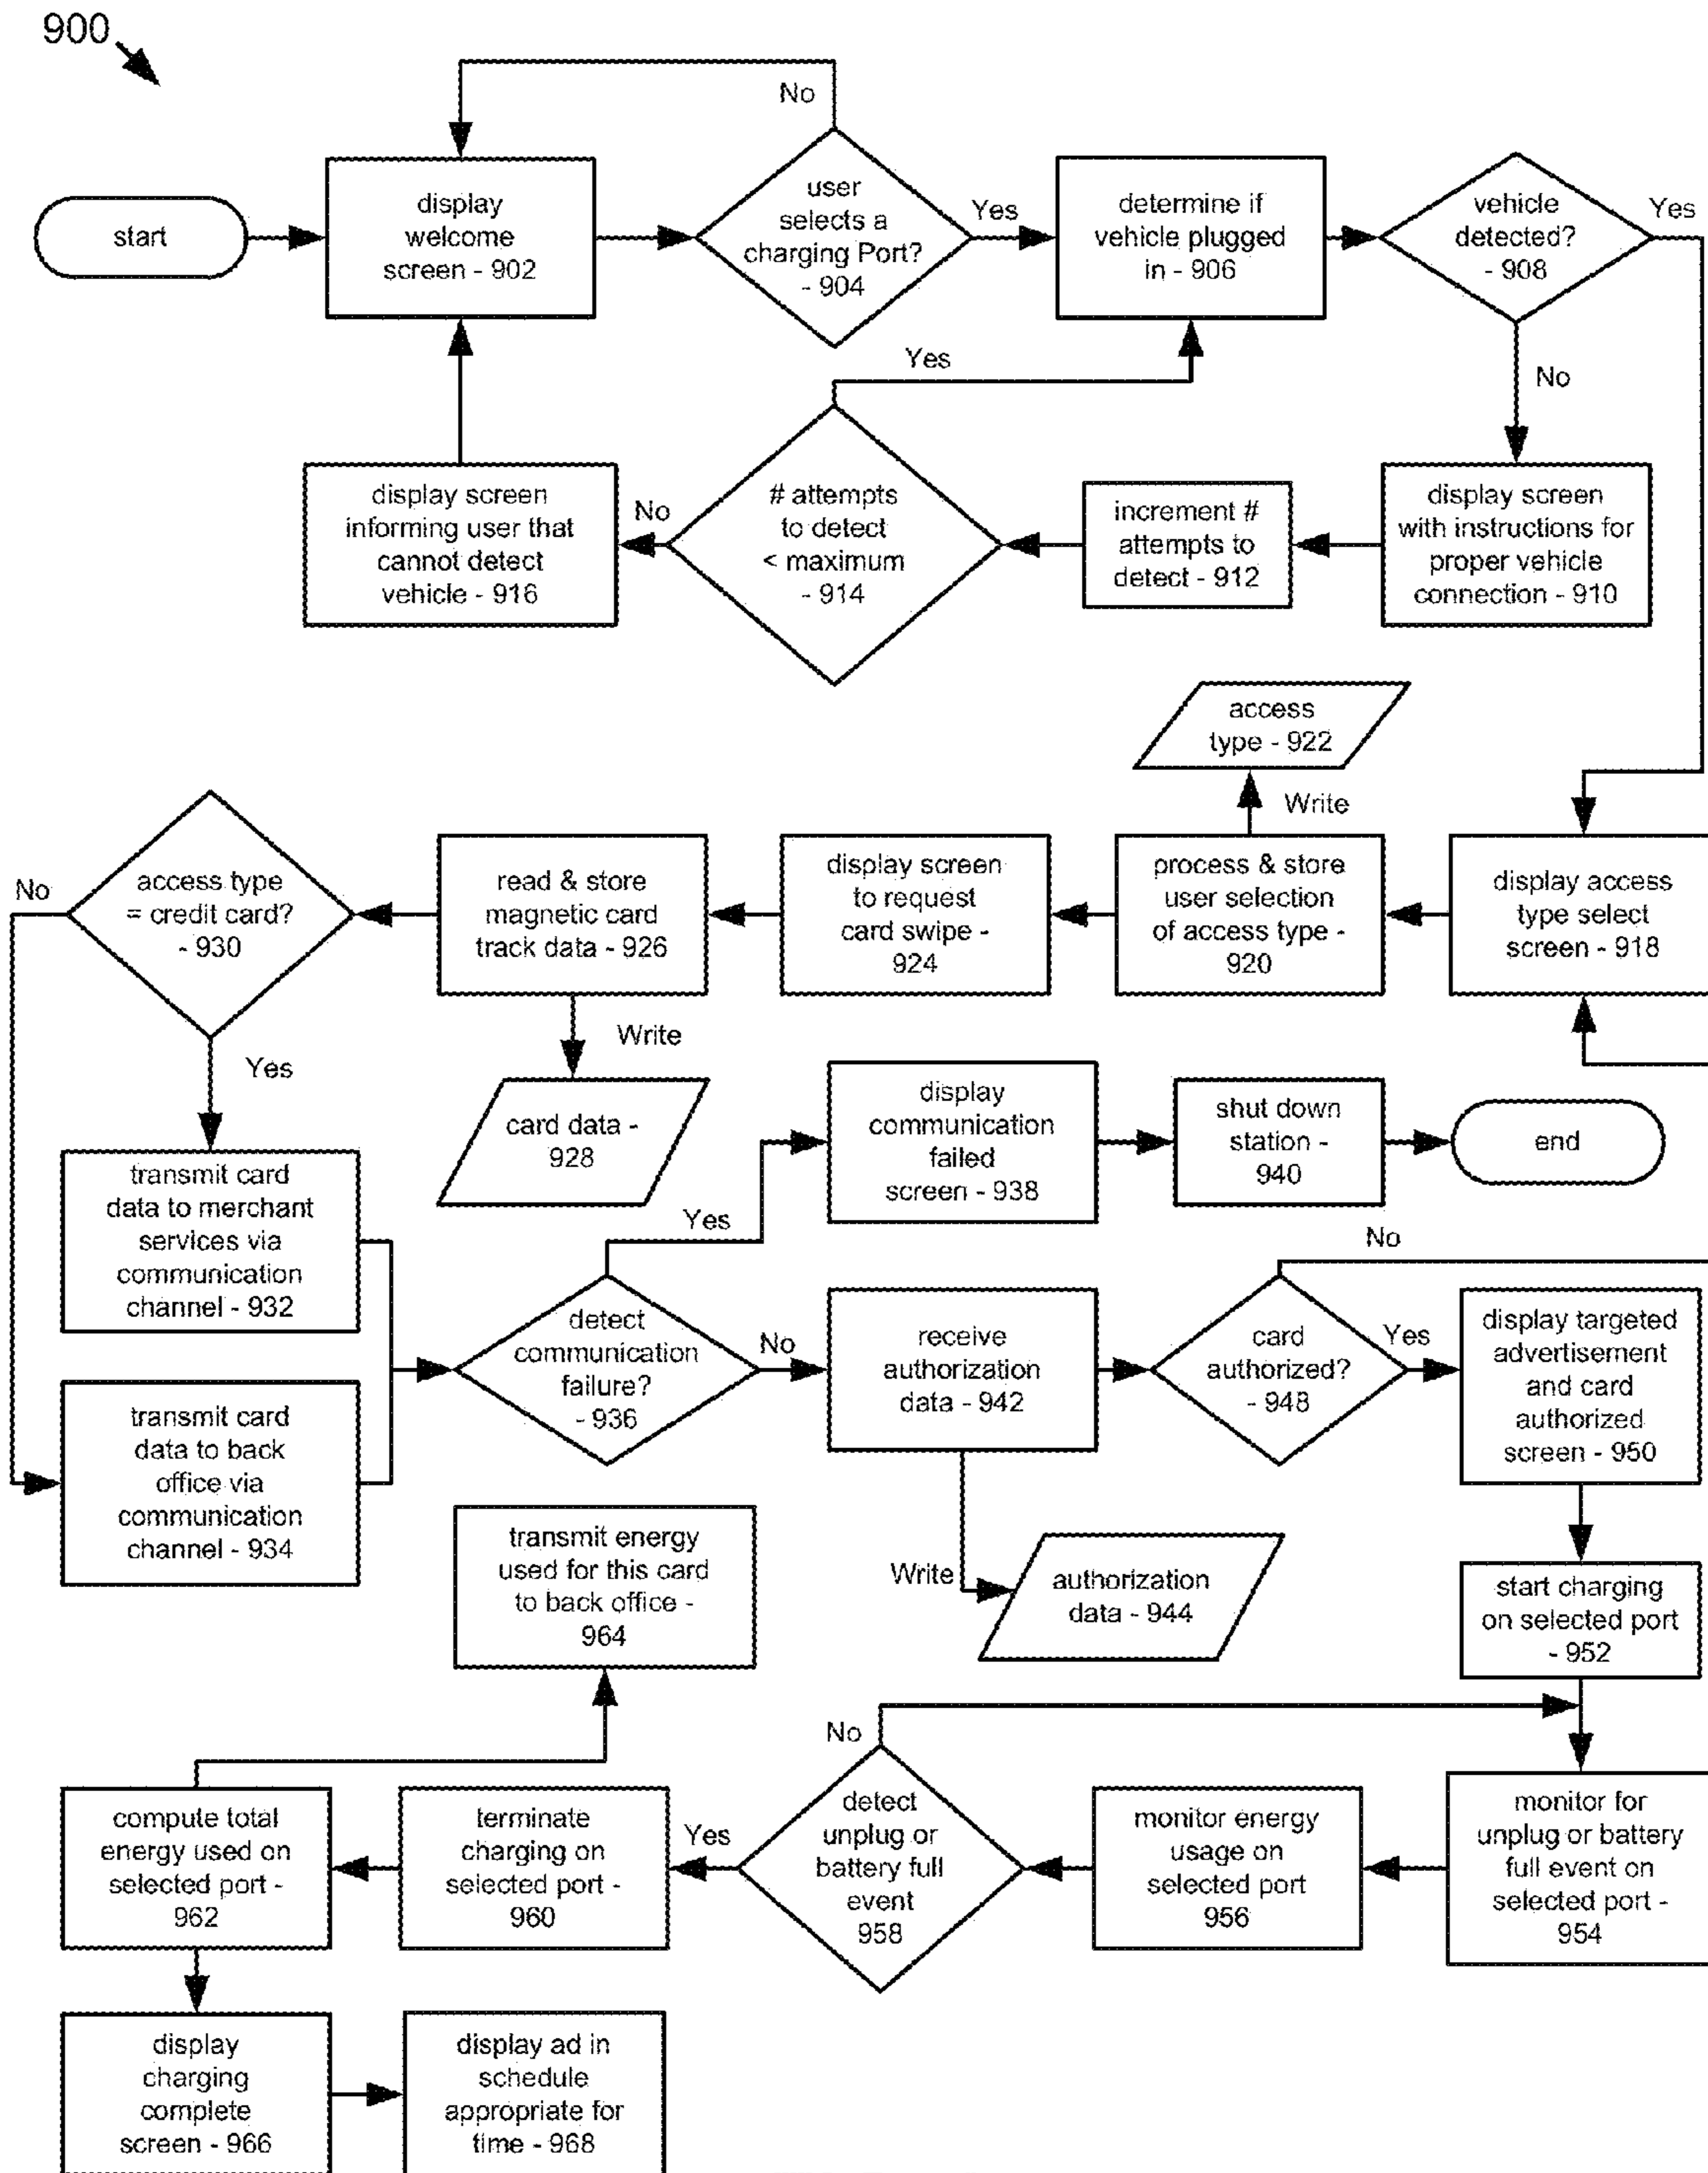 900
No
start
display
welcome
screen - 902
user
selects a
charging Port?
- 904
Yes
determine if
vehicle plugged
in - 906
vehicle
detected?
- 908
Yes
Yes
No
display screen
informing user that
cannot detect
vehicle - 916
No
# attempts
to detect
< maximum
- 914
increment #
attempts to
detect - 912
display screen
with instructions for
proper vehicle
connection - 910
access
type - 922
Write
No
access type
= credit card?
- 930
read & store
magnetic card
track data - 926
display screen
to request
card swipe -
924
process & store
user selection
of access type -
920
display access
type select
screen - 918
Yes
Write
card data -
928
display
communication
failed
screen - 938
shut down
station -
940
end
transmit card
data to merchant
services via
communication
channel - 932
Yes
No
detect
communication
failure?
- 936
No
receive
authorization
data - 942
card
authorized?
- 948
Yes
display targeted
advertisement
and card
authorized
screen - 950
transmit card
data to back
office via
communication
channel - 934
transmit energy
used for this card
to back office -
964
Write
authorization
data - 944
start charging
on selected port
- 952
No
compute total
energy used on
selected port -
962
terminate
charging on
selected port -
960
Yes
detect
unplug or
battery full
event
958
monitor energy
usage on
selected port
956
monitor for
unplug or battery
full event on
selected port -
954
display
charging
complete
screen - 966
display ad in
schedule
appropriate for
time - 968